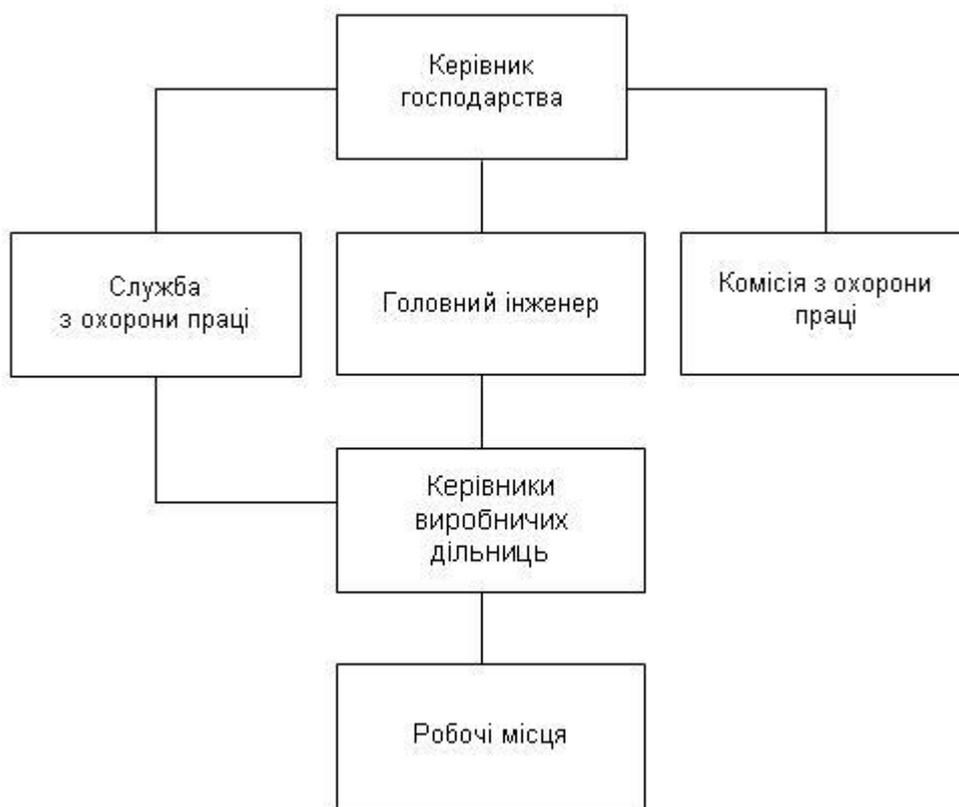 Керівник
господарства
Служба
з охорони праці
Головний інженер
Комісія з охорони
праці
Керівники
виробничих
дільниць
Робочі місця